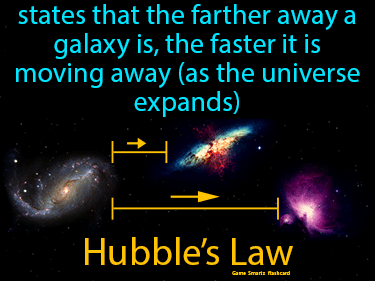 states that the farther away a
galaxy is, the faster it is
moving away (as the universe
expands)
Hubble's Law
Game Smartz flashcard